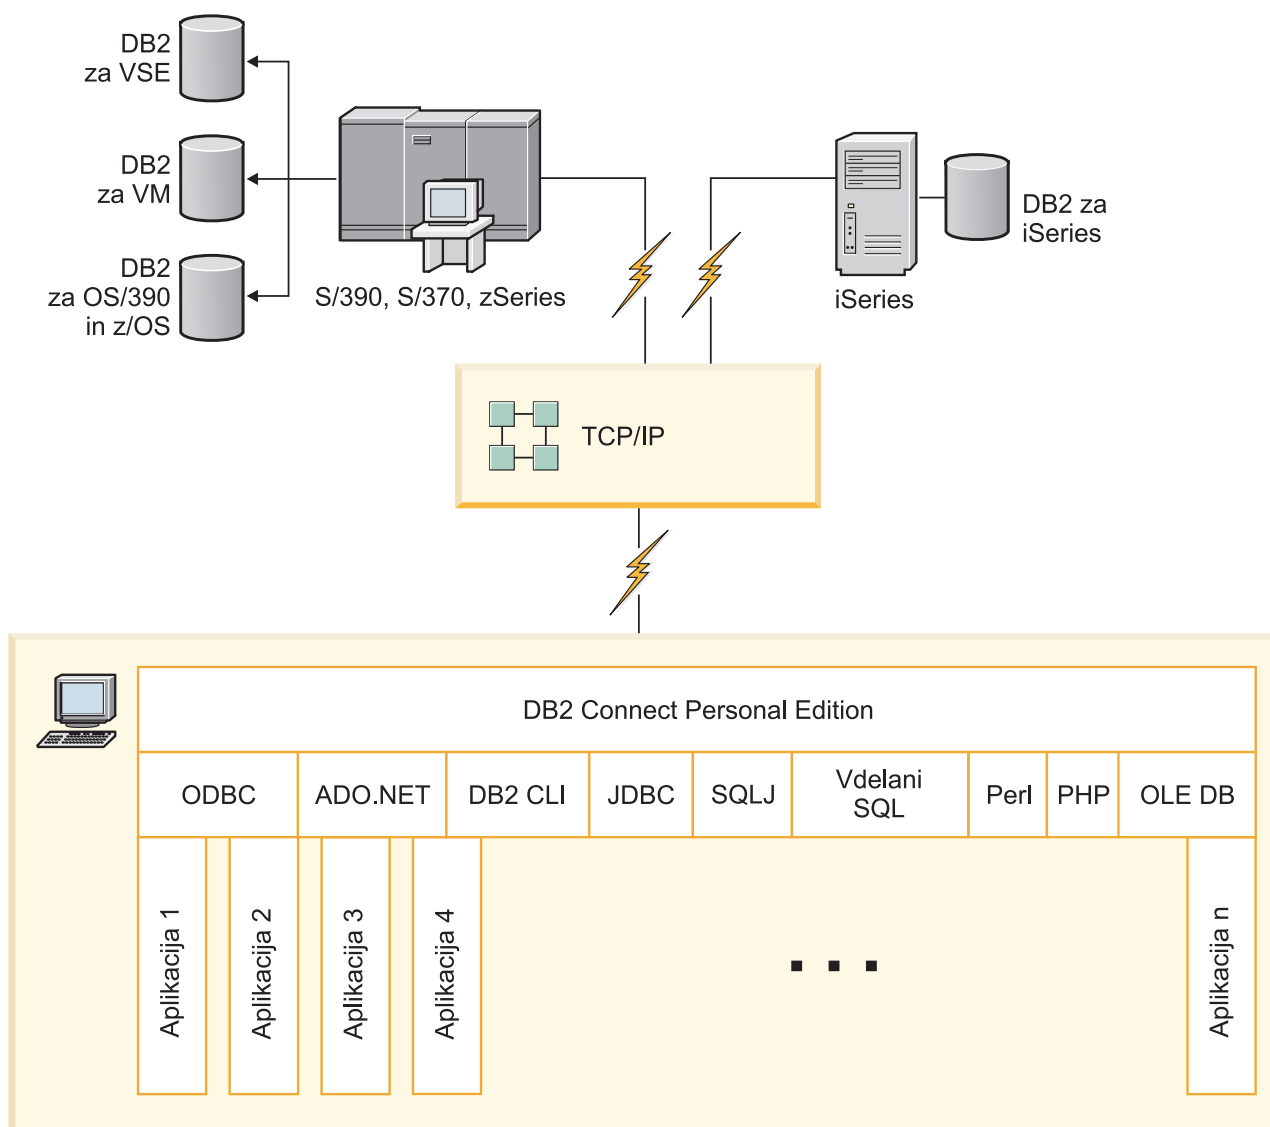 DB2
za VSE
DB2
za VM
DB2
za OS/390
in z/OS
S/390, S/370, zSeries
iSeries
DB2 za
iSeries
TCP/IP
DB2 Connect Personal Edition
ODBC
ADO.NET
DB2 CLI
JDBC
SQLJ
Vdelani
SQL
Perl
PHP
OLE DB
Aplikacija 1
Aplikacija 2
Aplikacija 3
Aplikacija 4
...
Aplikacija n